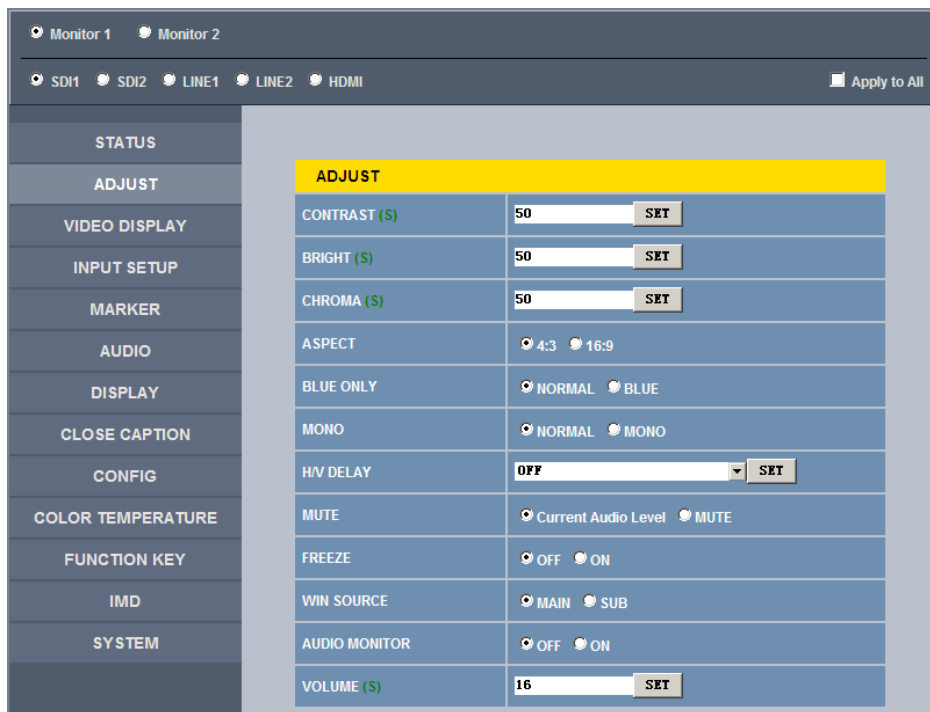 Monitor 1 Monitor 2
SDI1 SDI2 LINE1 LINE2 HDMI Apply to All
STATUS
ADJUST
VIDEO DISPLAY
INPUT SETUP
MARKER
AUDIO
DISPLAY
CLOSE CAPTION
CONFIG
COLOR TEMPERATURE
FUNCTION KEY
IMD
SYSTEM
ADJUST
CONTRAST (S) 50 SET
BRIGHT (S) 50 SET
CHROMA (S) 50 SET
ASPECT 4:3 16:9
BLUE ONLY NORMAL BLUE
MONO NORMAL MONO
H/V DELAY OFF SET
MUTE Current Audio Level MUTE
FREEZE OFF ON
WIN SOURCE MAIN SUB
AUDIO MONITOR OFF ON
VOLUME (S) 16 SET